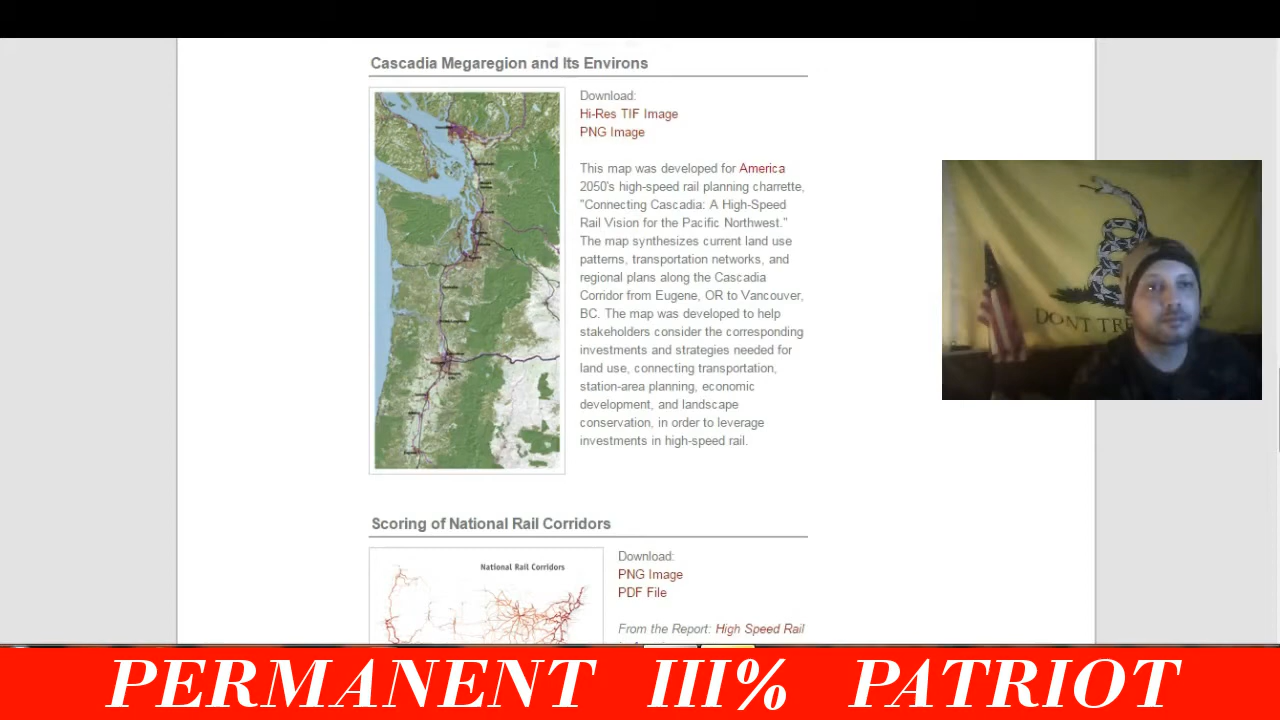 Cascadia Megaregion and Its Environs
Download:
Hi-Res TIF Image
PNG Image
This map was developed for America
2050's high-speed rail planning charrette,
"Connecting Cascadia: A High-Speed
Rail Vision for the Pacific Northwest."
The map synthesizes current land use
patterns, transportation networks, and
regional plans along the Cascadia
Corridor from Eugene, OR to Vancouver,
BC. The map was developed to help
stakeholders consider the corresponding
investments and strategies needed for
land use, connecting transportation,
station-area planning, economic
development, and landscape
conservation, in order to leverage
investments in high-speed rail.
DONT TRE
Scoring of National Rail Corridors
National Rail Corridors
Download:
PNG Image
PDF File
From the Report: High Speed Rail
PERMANENT III% PATRIOT